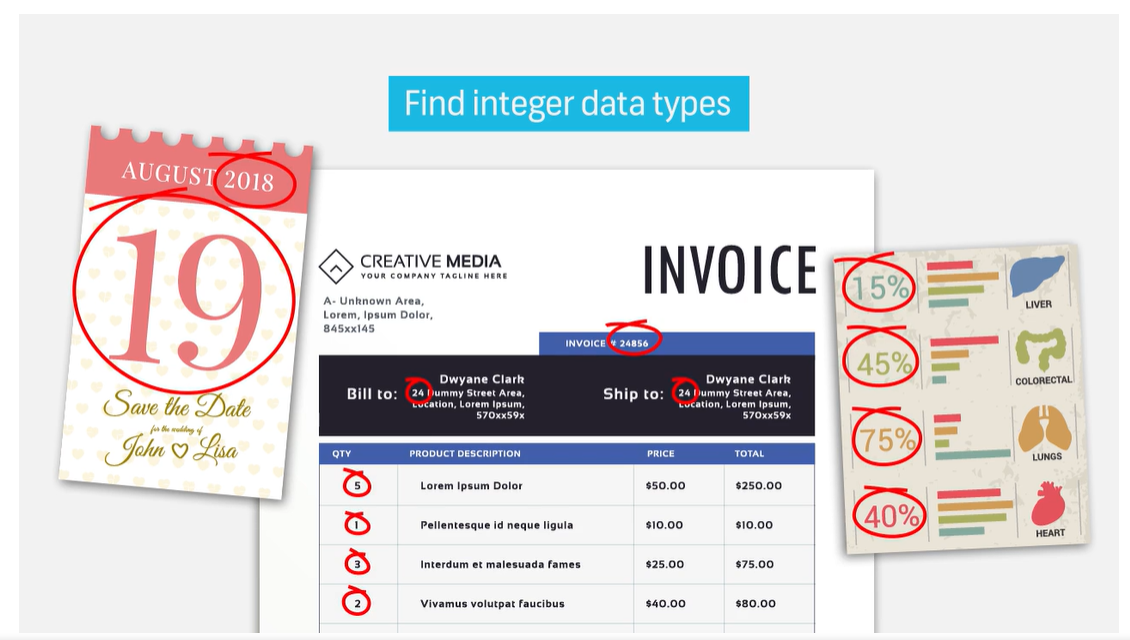 Find integer data types
AUGUST 2018
19
Save the Date
for the wedding of
John Lisa
CREATIVE MEDIA
YOUR COMPANY TAGLINE HERE
INVOICE
A- Unknown Area,
Lorem, Ipsum Dolor,
845xx145
INVOICE # 24856
Bill to:
Dwyane Clark
24 Dummy Street Area,
Location, Lorem Ipsum,
570xx59x
Ship to:
Dwyane Clark
24 Dummy Street Area,
Location, Lorem Ipsum,
570xx59x
QTY PRODUCT DESCRIPTION PRICE TOTAL
5 Lorem Ipsum Dolor $50.00 $250.00
1 Pellentesque id neque ligula $10.00 $10.00
3 Interdum et malesuada fames $25.00 $75.00
2 Vivamus volutpat faucibus $40.00 $80.00
15% LIVER
45% COLORECTAL
75% LUNGS
40% HEART